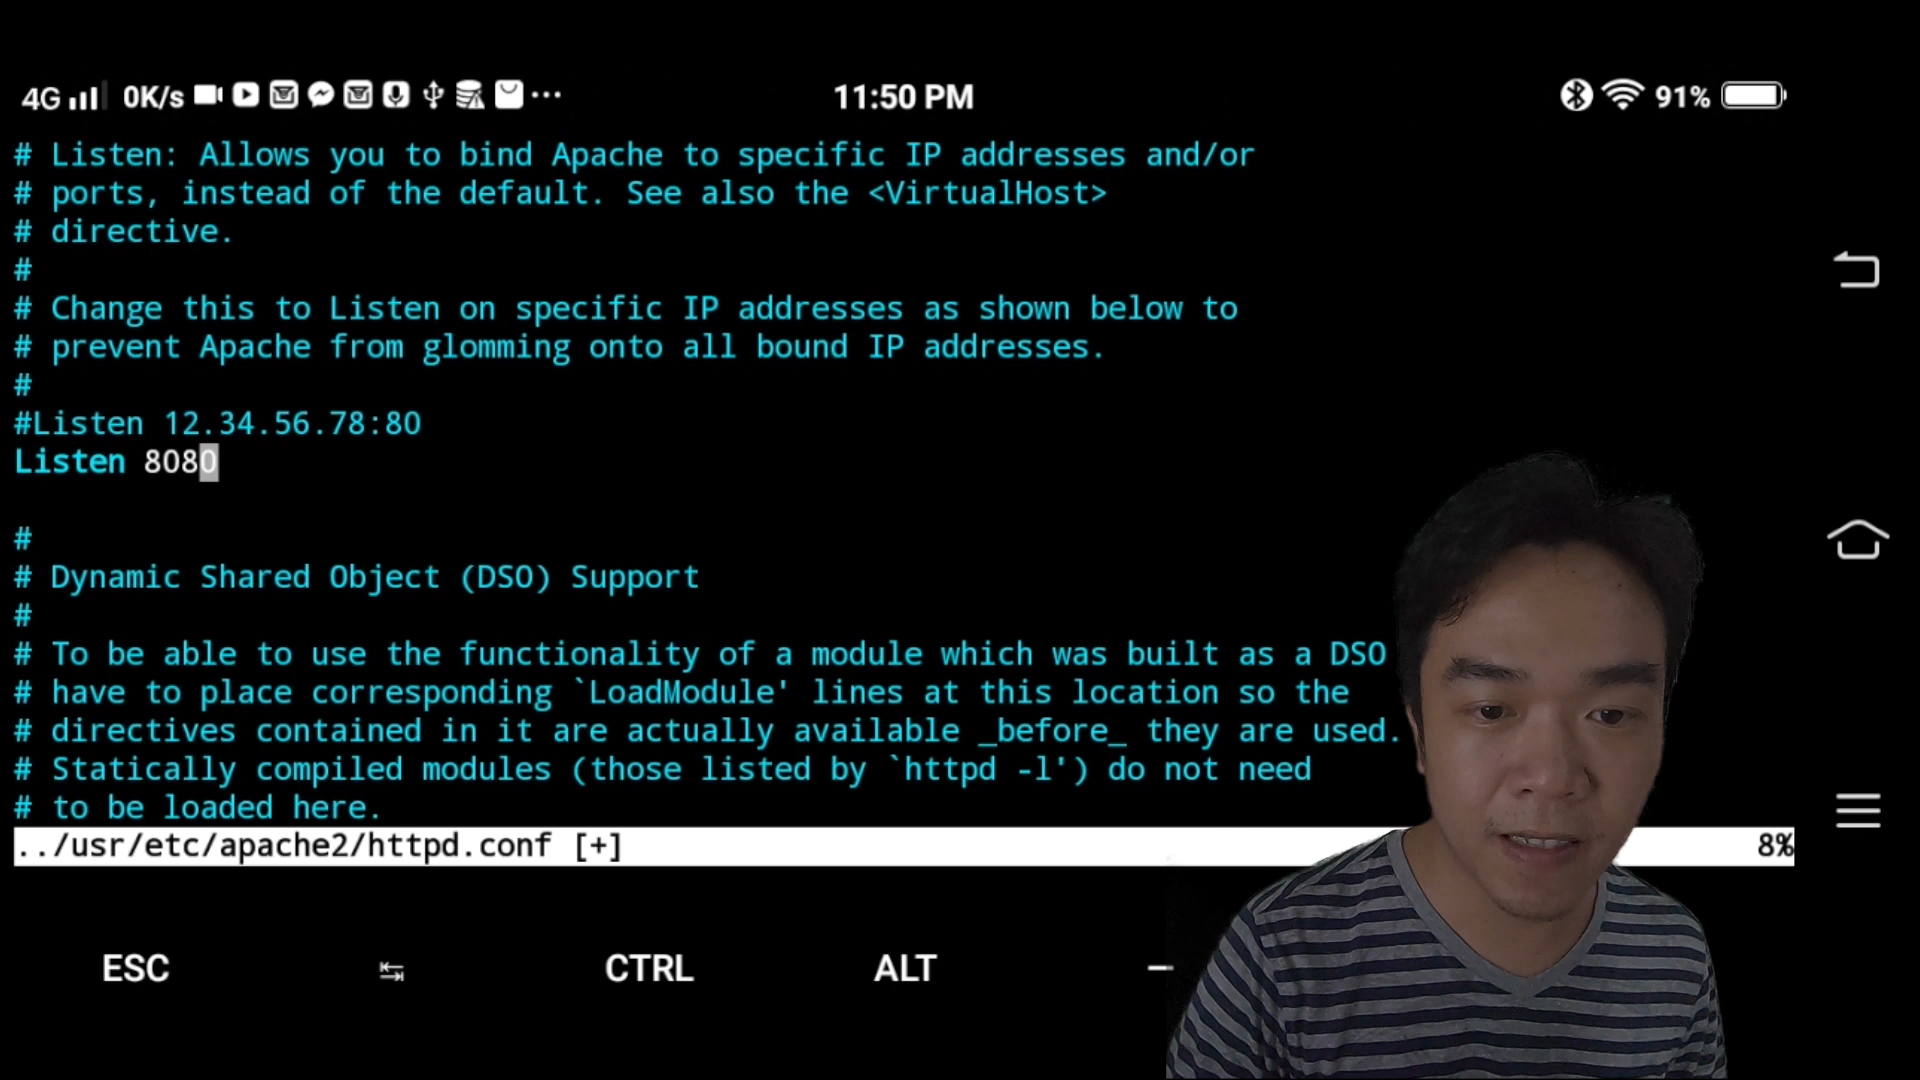 4G 0K/s ... 11:50 PM 91%
# Listen: Allows you to bind Apache to specific IP addresses and/or
# ports, instead of the default. See also the <VirtualHost>
# directive.
#
# Change this to Listen on specific IP addresses as shown below to
# prevent Apache from glomming onto all bound IP addresses.
#
#Listen 12.34.56.78:80
Listen 8080
#
# Dynamic Shared Object (DSO) Support
#
# To be able to use the functionality of a module which was built as a DSO
# have to place corresponding `LoadModule' lines at this location so the
# directives contained in it are actually available _before_ they are used.
# Statically compiled modules (those listed by `httpd -l') do not need
# to be loaded here.
../usr/etc/apache2/httpd.conf [+] 8%
ESC CTRL ALT –